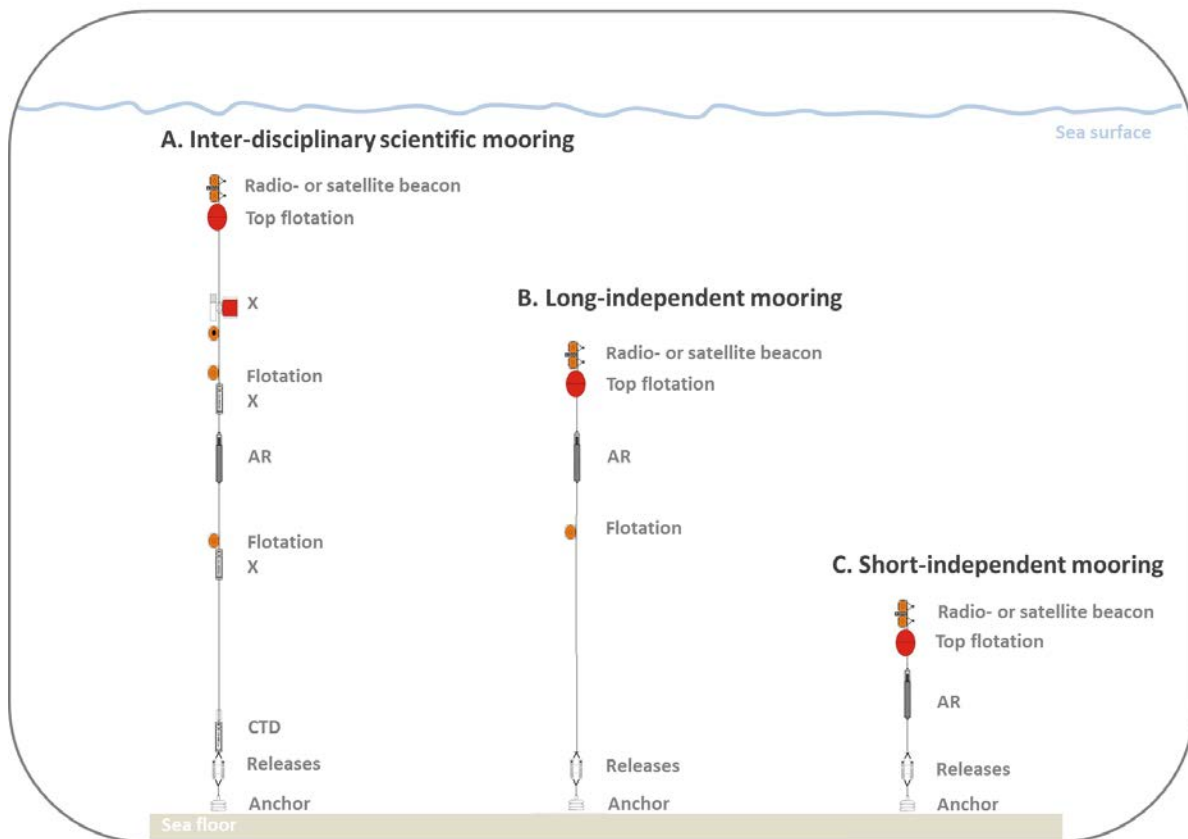 Sea surface
A. Inter-disciplinary scientific mooring
Radio- or satellite beacon
Top flotation
X
Flotation
X
AR
Flotation
X
CTD
Releases
Anchor
B. Long-independent mooring
Radio- or satellite beacon
Top flotation
AR
Flotation
Releases
Anchor
C. Short-independent mooring
Radio- or satellite beacon
Top flotation
AR
Releases
Anchor
Sea floor